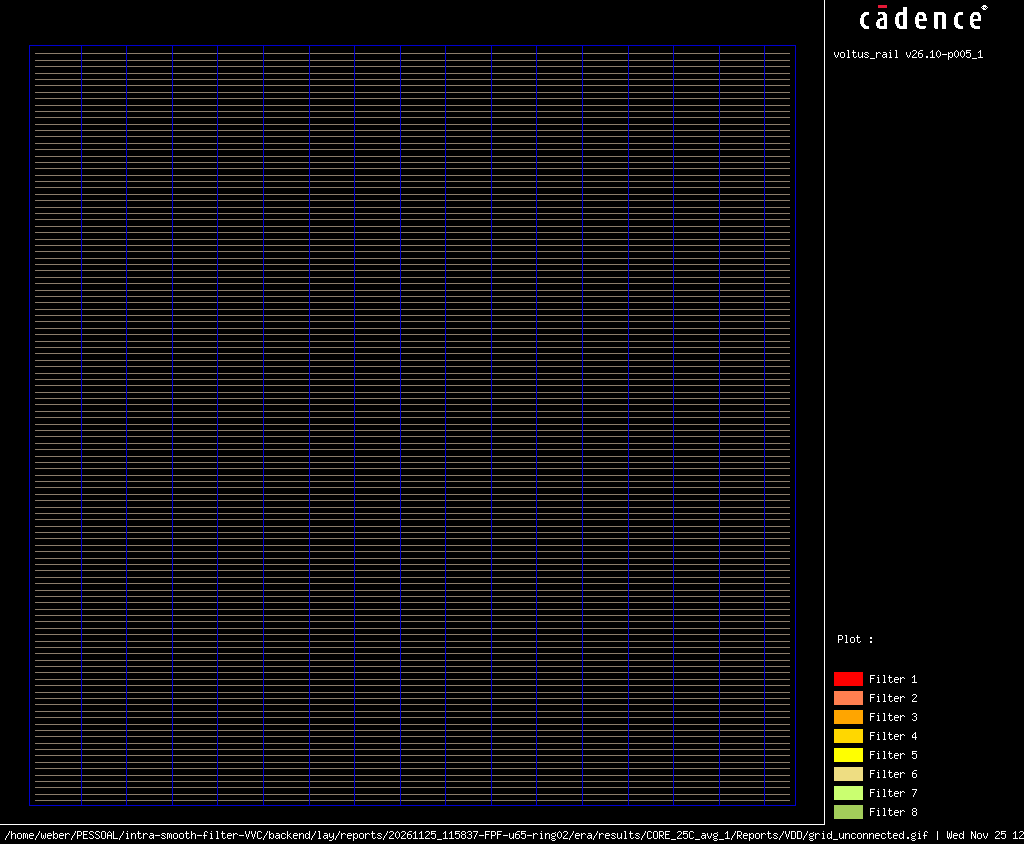 cādence®
voltus_rail v26.10-p005_1
Plot :
Filter 1
Filter 2
Filter 3
Filter 4
Filter 5
Filter 6
Filter 7
Filter 8
/home/weber/PESSOAL/intra-smooth-filter-VVC/backend/lay/reports/20261125_115837-FPF-u65-ring02/era/results/CORE_25C_avg_1/Reports/VDD/grid_unconnected.gif | Wed Nov 25 12